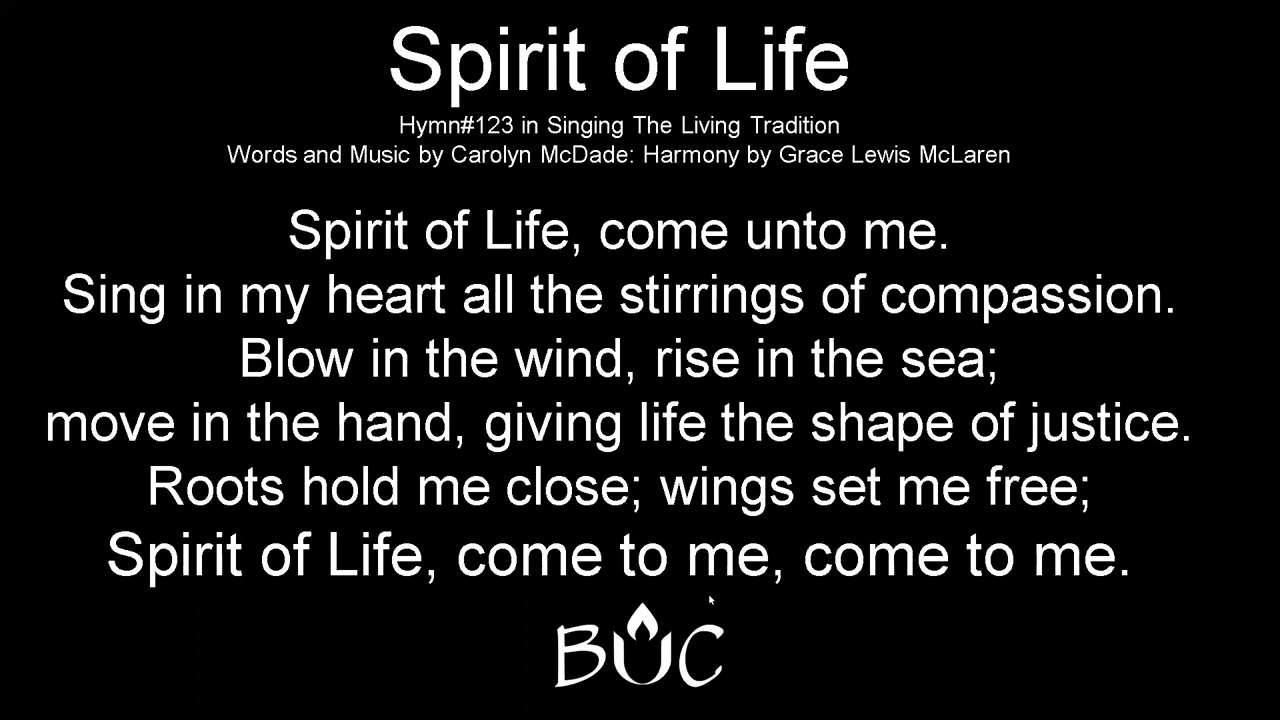 Spirit of Life
Hymn#123 in Singing The Living Tradition
Words and Music by Carolyn McDade: Harmony by Grace Lewis McLaren
Spirit of Life, come unto me.
Sing in my heart all the stirrings of compassion.
Blow in the wind, rise in the sea;
move in the hand, giving life the shape of justice.
Roots hold me close; wings set me free;
Spirit of Life, come to me, come to me.
BUC